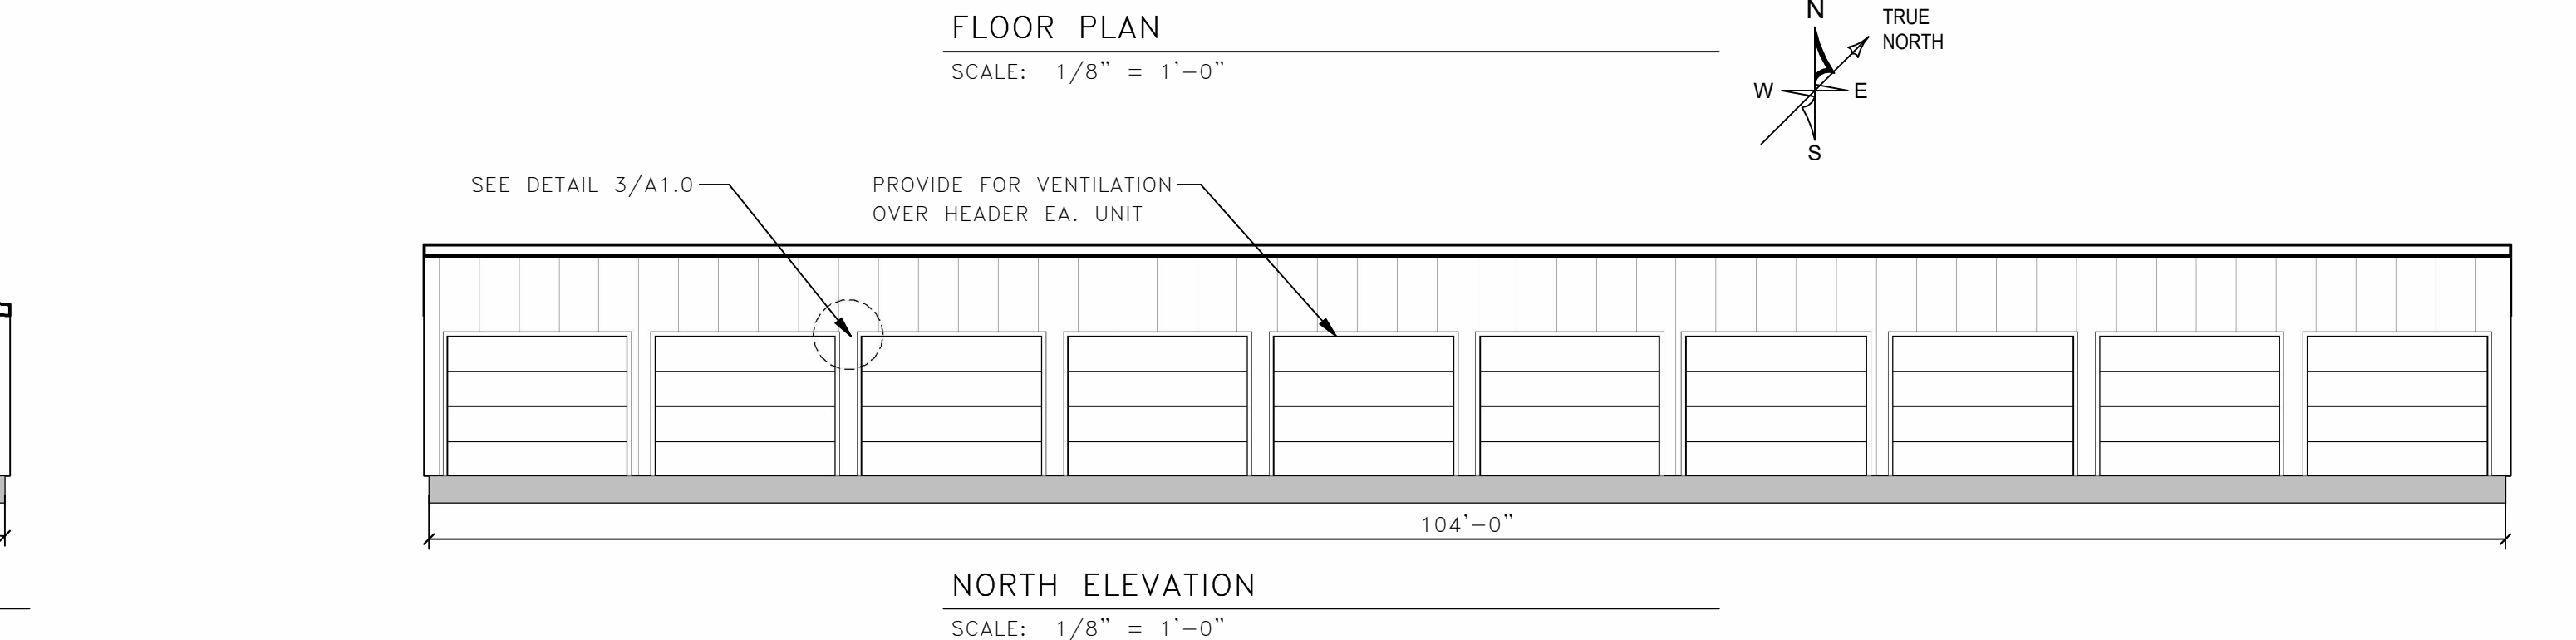 FLOOR PLAN
SCALE: 1/8” = 1’-0”
N
TRUE
NORTH
W
E
S
SEE DETAIL 3/A1.0
PROVIDE FOR VENTILATION
OVER HEADER EA. UNIT
104’-0”
NORTH ELEVATION
SCALE: 1/8” = 1’-0”